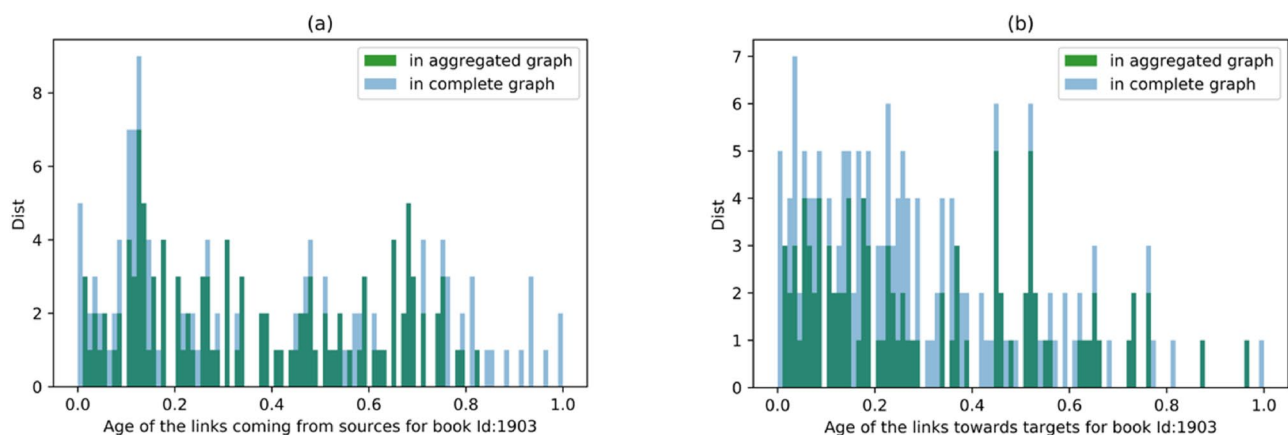 (a)
in aggregated graph
in complete graph
Dist
8
6
4
2
0
0.0 0.2 0.4 0.6 0.8 1.0
Age of the links coming from sources for book Id:1903
(b)
in aggregated graph
in complete graph
Dist
7
6
5
4
3
2
1
0
0.0 0.2 0.4 0.6 0.8 1.0
Age of the links towards targets for book Id:1903